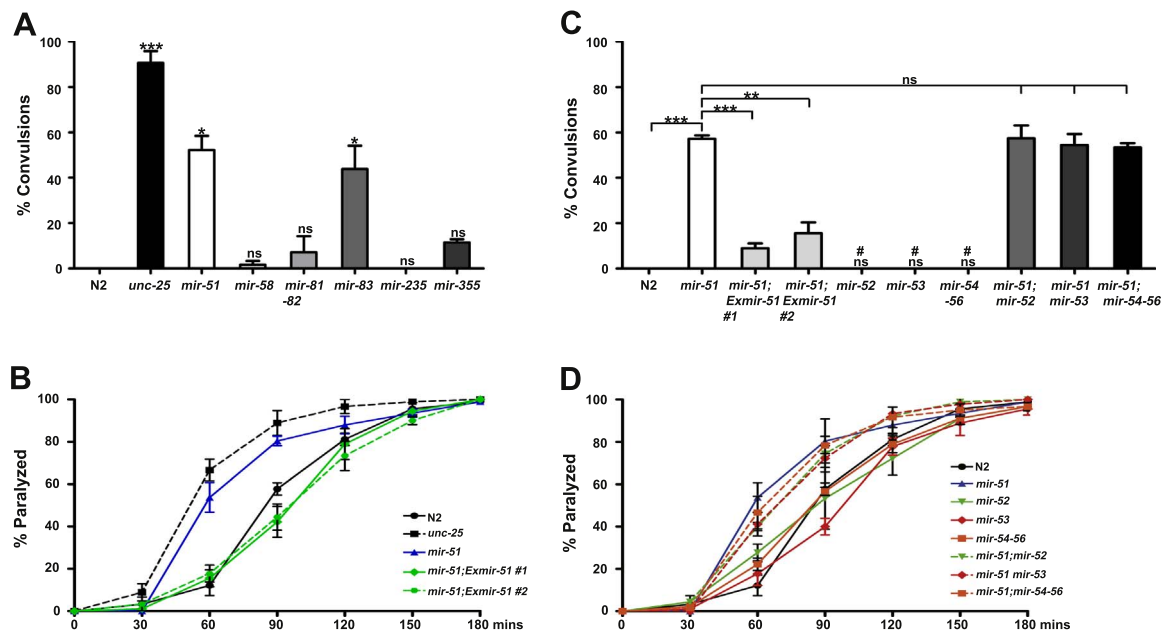 A
% Convulsions
100
80
60
40
20
0
***
*
ns
ns
*
ns
ns
N2
unc-25
mir-51
mir-58
mir-81
-82
mir-83
mir-235
mir-355
C
% Convulsions
100
80
60
40
20
0
ns
**
***
***
#
ns
#
ns
#
ns
N2
mir-51
mir-51;
Exmir-51
#1
mir-51;
Exmir-51
#2
mir-52
mir-53
mir-54
-56
mir-51;
mir-52
mir-51
mir-53
mir-51;
mir-54-56
B
% Paralyzed
100
80
60
40
20
0
0 30 60 90 120 150 180 mins
N2
unc-25
mir-51
mir-51;Exmir-51 #1
mir-51;Exmir-51 #2
D
% Paralyzed
100
80
60
40
20
0
0 30 60 90 120 150 180 mins
N2
mir-51
mir-52
mir-53
mir-54-56
mir-51;mir-52
mir-51 mir-53
mir-51;mir-54-56